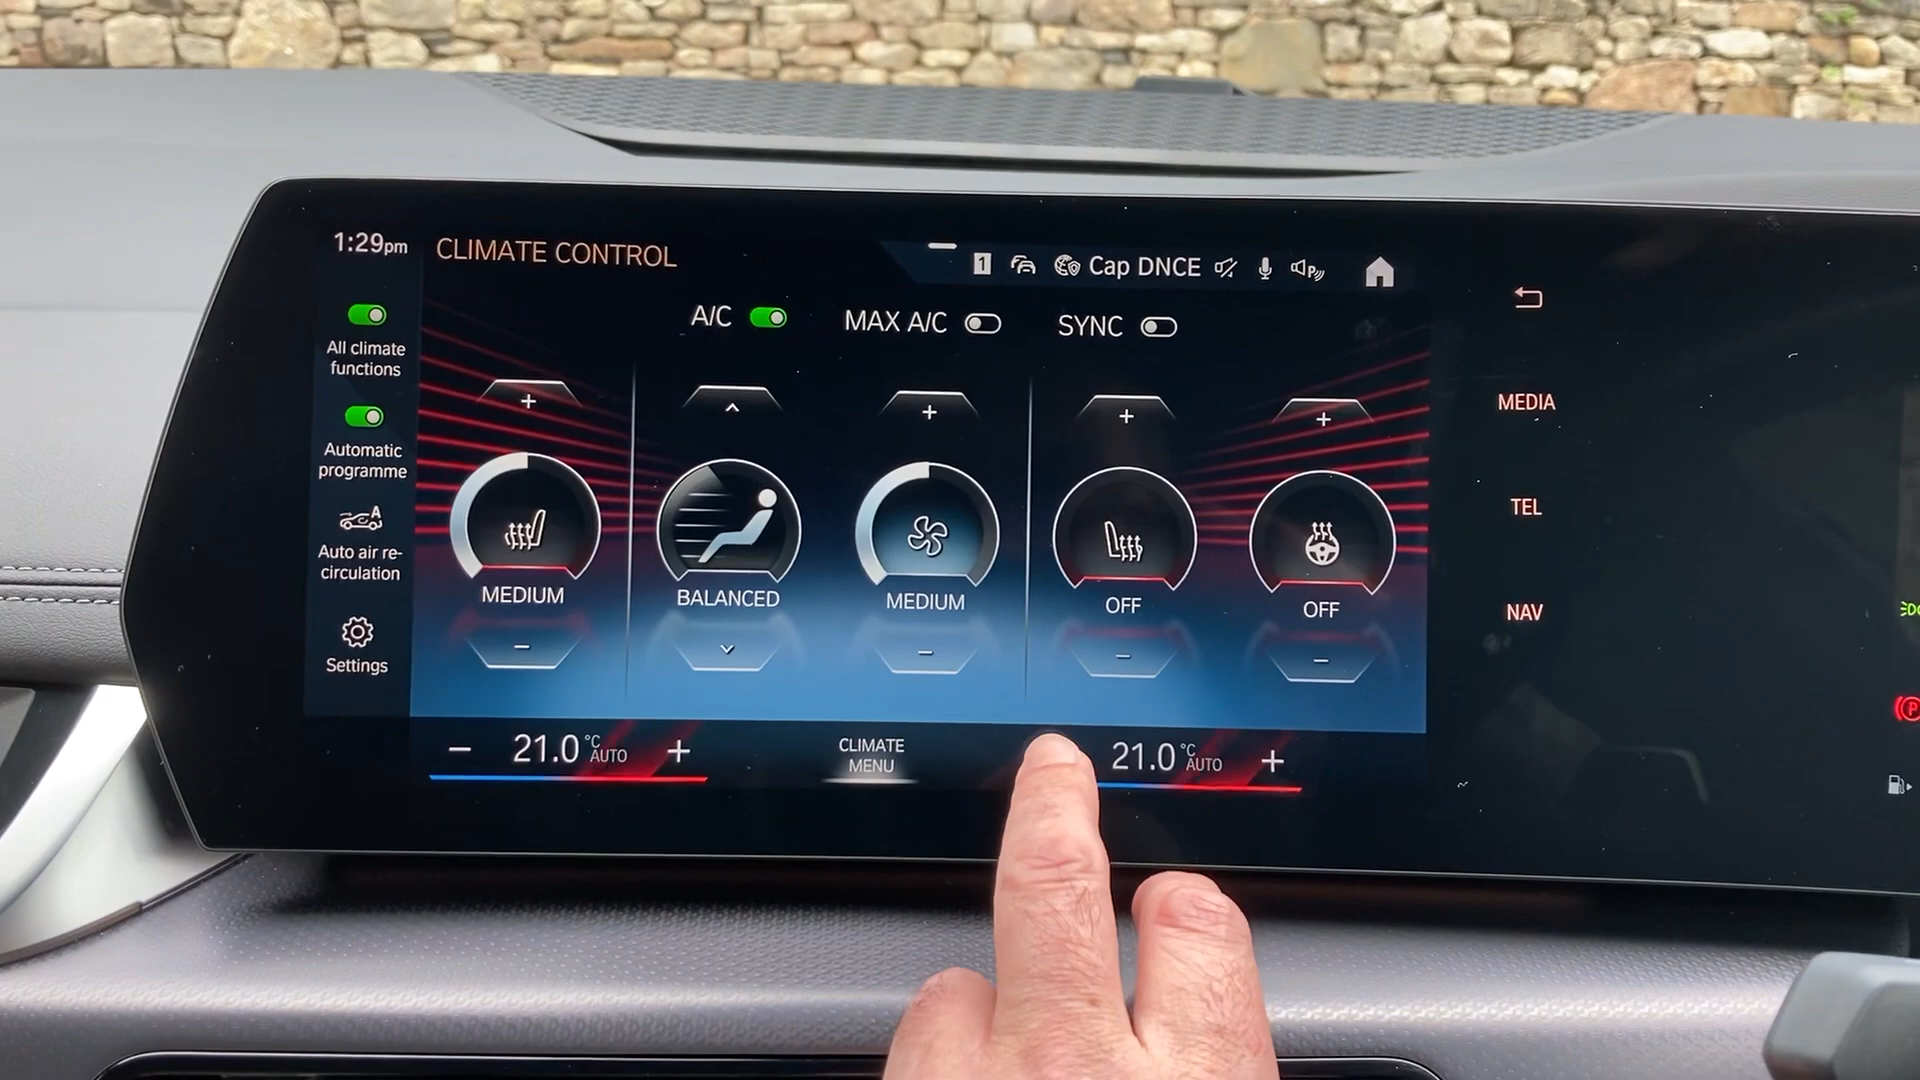 1:29pm
CLIMATE CONTROL
1
Cap DNCE
P
A/C
MAX A/C
SYNC
All climate
functions
Automatic
programme
A
Auto air re-
circulation
Settings
+
+
+
+
MEDIUM
BALANCED
MEDIUM
OFF
OFF
−
−
−
−
MEDIA
TEL
NAV
− 21.0 °C AUTO +
CLIMATE
MENU
21.0 °C AUTO +
P